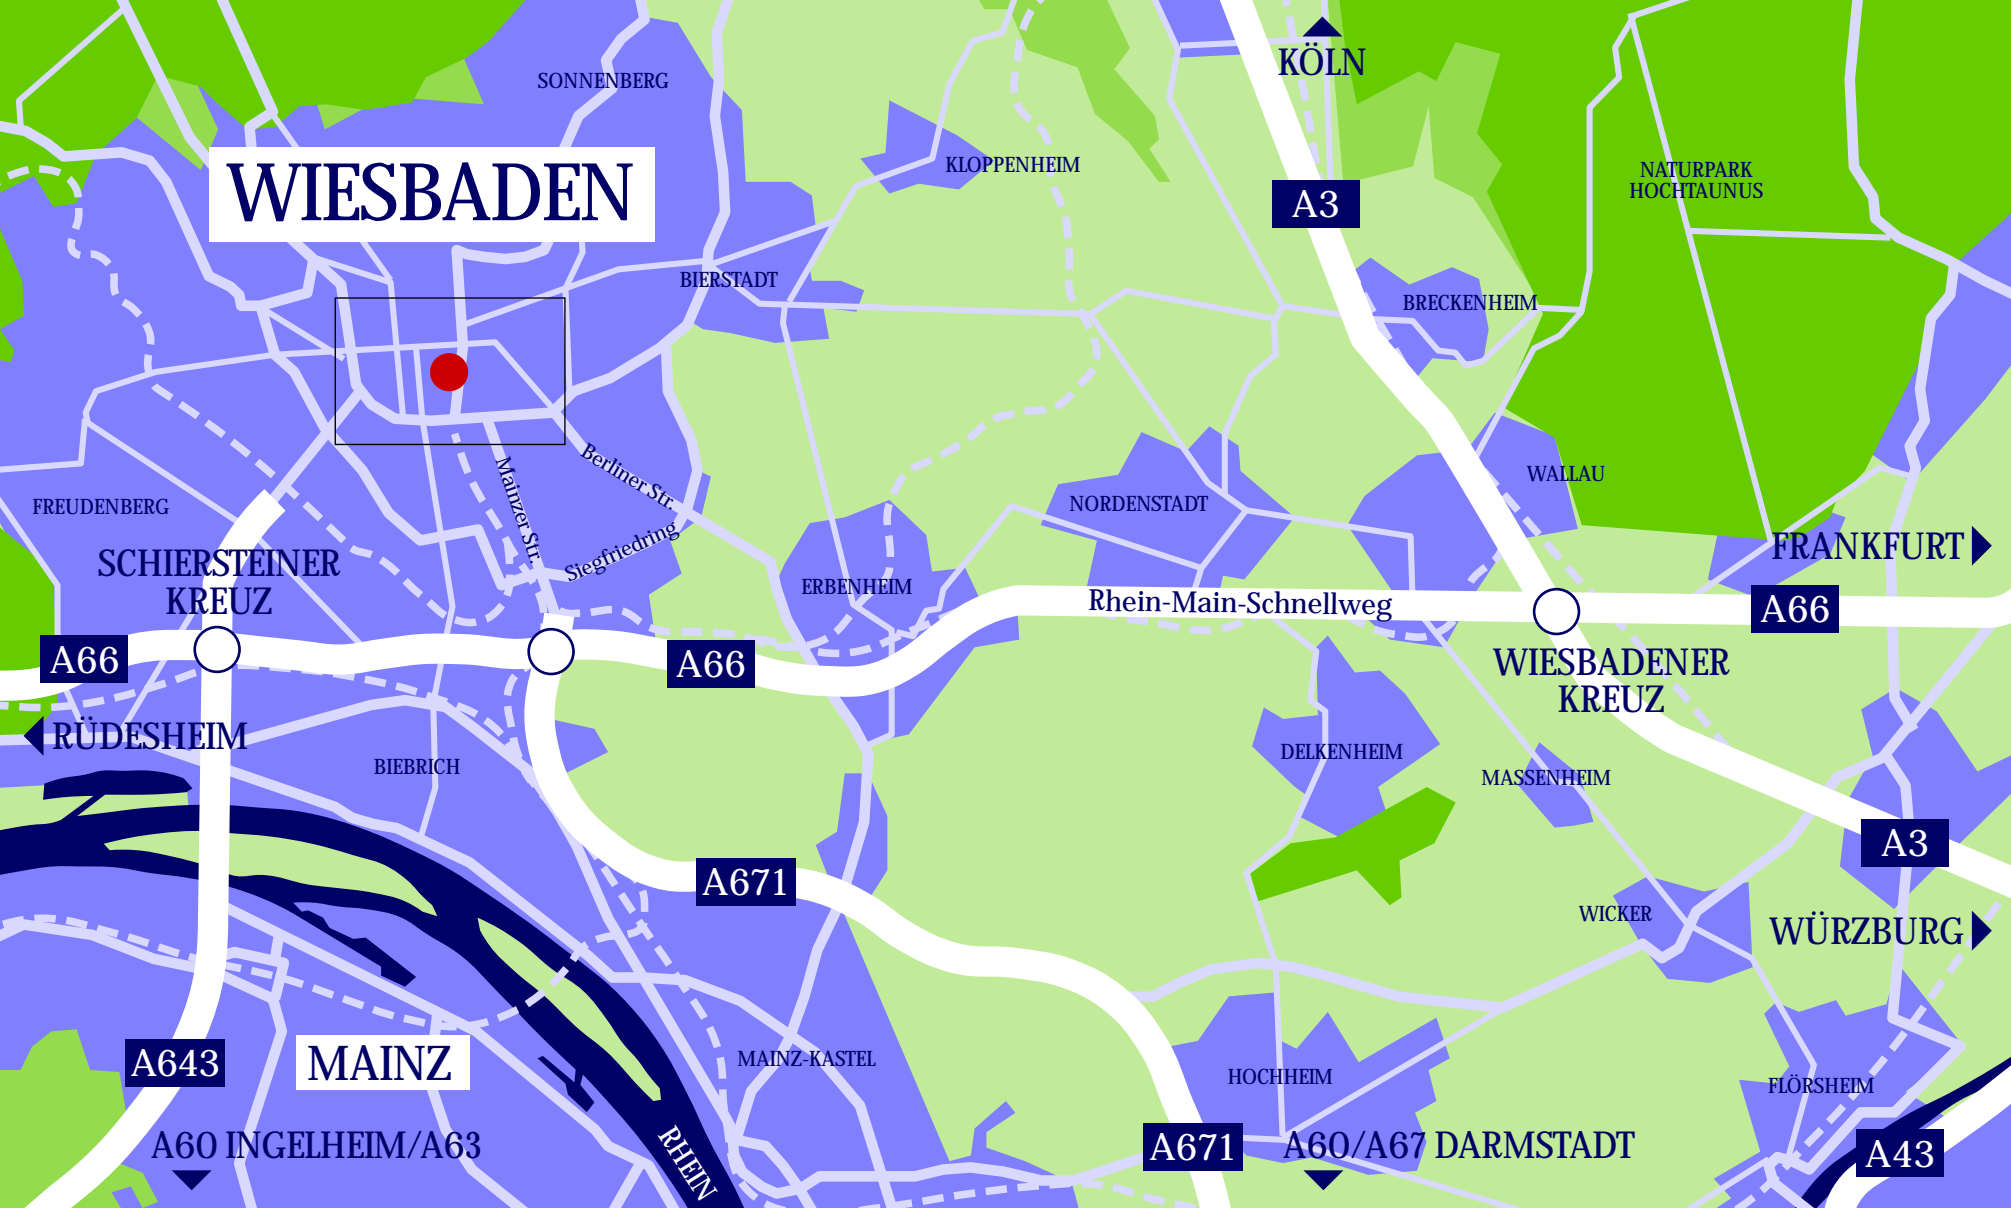 KÖLN
SONNENBERG
KLOPPENHEIM
WIESBADEN
A3
NATURPARK
HOCHTAUNUS
BIERSTADT
BRECKENHEIM
Berliner Str.
Mainzer Str.
Siegfriedring
WALLAU
NORDENSTADT
FREUDENBERG
FRANKFURT
SCHIERSTEINER
KREUZ
ERBENHEIM
Rhein-Main-Schnellweg
A66
A66
A66
WIESBADENER
KREUZ
RÜDESHEIM
BIEBRICH
DELKENHEIM
MASSENHEIM
A3
A671
WICKER
WÜRZBURG
A643
MAINZ
MAINZ-KASTEL
HOCHHEIM
FLÖRSHEIM
A60 INGELHEIM/A63
RHEIN
A671
A60/A67 DARMSTADT
A43